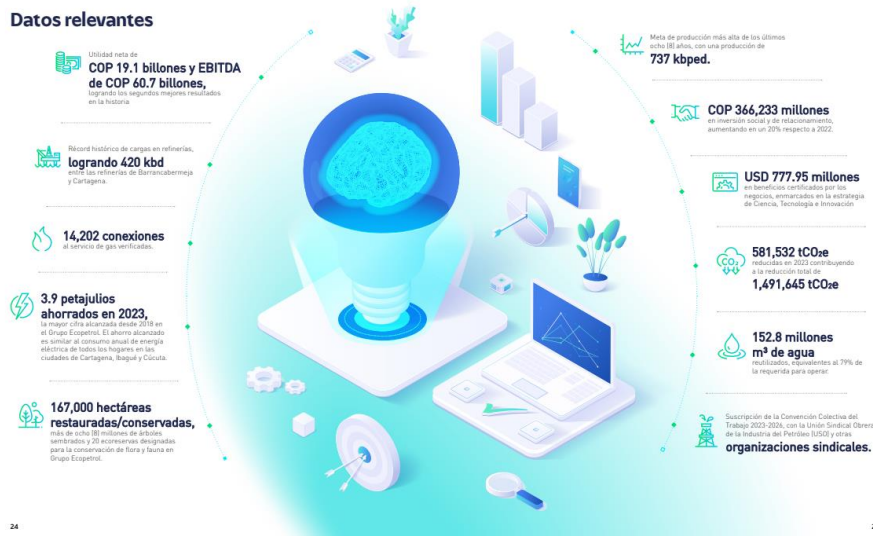 Datos relevantes
Utilidad neta de
COP 19.1 billones y EBITDA
de COP 60.7 billones,
logrando los segundos mejores resultados
en la historia
Récord histórico de cargas en refinerías,
logrando 420 kbd
entre las refinerías de Barrancabermeja
y Cartagena.
14,202 conexiones
al servicio de gas verificadas.
3.9 petajulios
ahorrados en 2023,
la mayor cifra alcanzada desde 2018 en
el Grupo Ecopetrol. El ahorro alcanzado
es similar al consumo anual de energía
eléctrica de todos los hogares en las
ciudades de Cartagena, Ibagué y Cúcuta.
167,000 hectáreas
restauradas/conservadas,
más de ocho (8) millones de árboles
sembrados y 20 ecoreservas designadas
para la conservación de flora y fauna en
Grupo Ecopetrol.
24
Meta de producción más alta de los últimos
ocho (8) años, con una producción de
737 kbped.
COP 366,233 millones
en inversión social y de relacionamiento,
aumentando en un 20% respecto a 2022.
USD 777.95 millones
en beneficios certificados por los
negocios, enmarcados en la estrategia
de Ciencia, Tecnología e Innovación
CO₂
581,532 tCO₂e
reducidas en 2023 contribuyendo
a la reducción total de
1,491,645 tCO₂e
152.8 millones
m³ de agua
reutilizados, equivalentes al 79% de
la requerida para operar.
Suscripción de la Convención Colectiva del
Trabajo 2023-2026, con la Unión Sindical Obrera
de la Industria del Petróleo (USO) y otras
organizaciones sindicales.